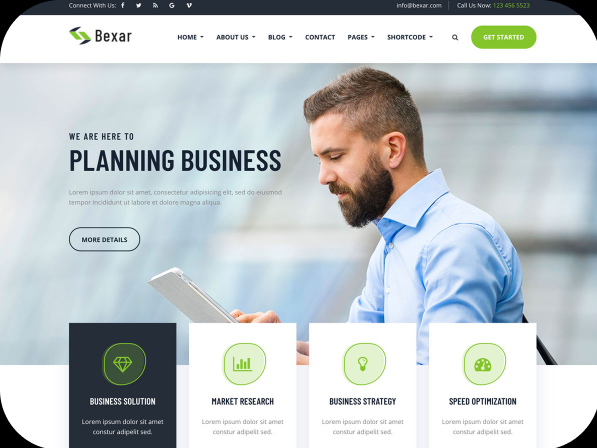 Connect With Us:
info@bexar.com Call Us Now: 123 456 5523
Bexar
HOME ABOUT US BLOG CONTACT PAGES SHORTCODE GET STARTED
WE ARE HERE TO
PLANNING BUSINESS
Lorem ipsum dolor sit amet, consectetur adipisicing elit, sed do eiusmod
tempor incididunt ut labore et dolore magna aliqua.
MORE DETAILS
BUSINESS SOLUTION
Lorem ipsum dolor sit amet
constur adipelit sed.
MARKET RESEARCH
Lorem ipsum dolor sit amet
constur adipelit sed.
BUSINESS STRATEGY
Lorem ipsum dolor sit amet
constur adipelit sed.
SPEED OPTIMIZATION
Lorem ipsum dolor sit amet
constur adipelit sed.